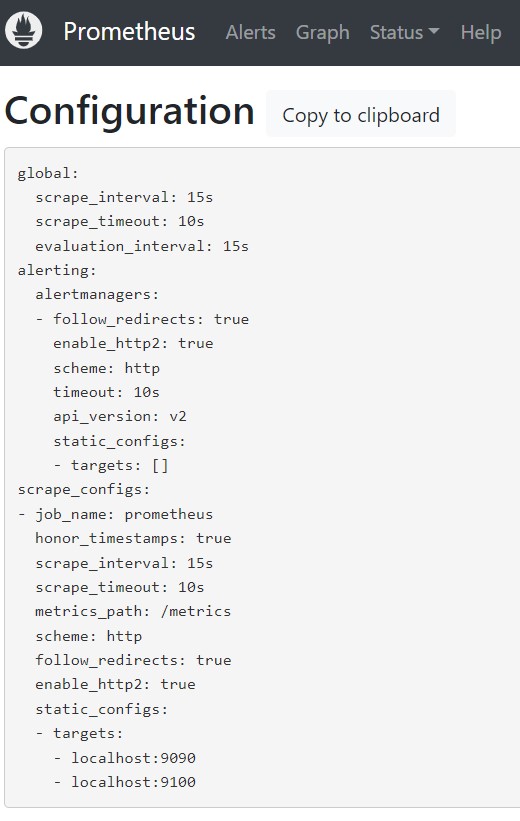 Prometheus Alerts Graph Status Help
Configuration Copy to clipboard
global:
  scrape_interval: 15s
  scrape_timeout: 10s
  evaluation_interval: 15s
alerting:
  alertmanagers:
  - follow_redirects: true
    enable_http2: true
    scheme: http
    timeout: 10s
    api_version: v2
    static_configs:
    - targets: []
scrape_configs:
- job_name: prometheus
  honor_timestamps: true
  scrape_interval: 15s
  scrape_timeout: 10s
  metrics_path: /metrics
  scheme: http
  follow_redirects: true
  enable_http2: true
  static_configs:
  - targets:
    - localhost:9090
    - localhost:9100